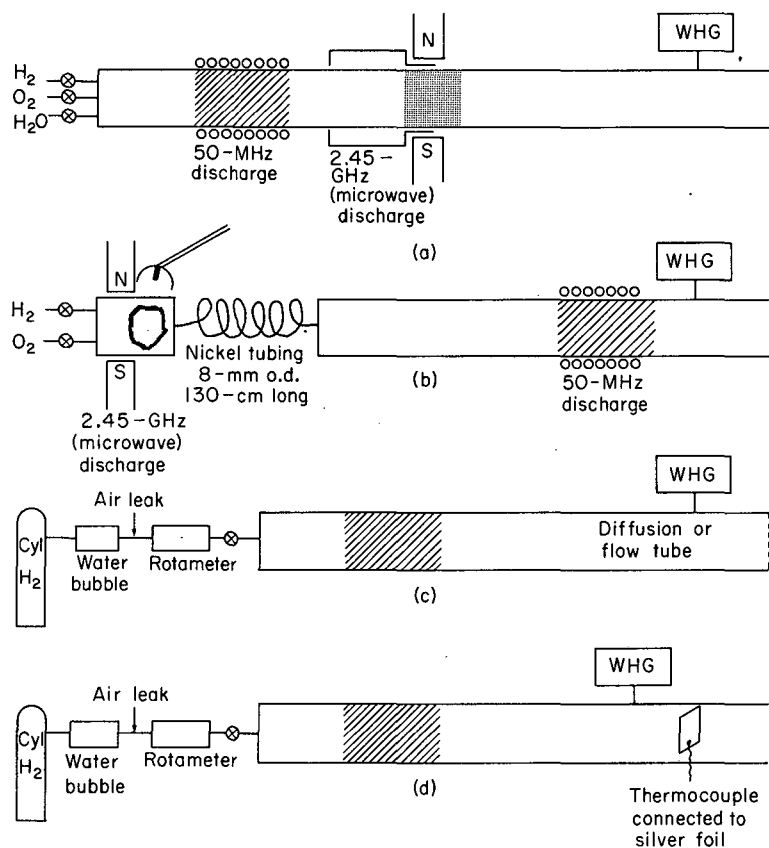 N
WHG
H2
O2
H2O
S
50-MHz
discharge
2.45-
GHz
(microwave)
discharge
(a)
N
WHG
H2
O2
Nickel tubing
8-mm o.d.
130-cm long
S
(b)
50-MHz
discharge
2.45-GHz
(microwave)
discharge
WHG
Air leak
Cyl
H2
Water
bubble
Rotameter
Diffusion or
flow tube
(c)
WHG
Air leak
Cyl
H2
Water
bubble
Rotameter
(d)
Thermocouple
connected to
silver foil